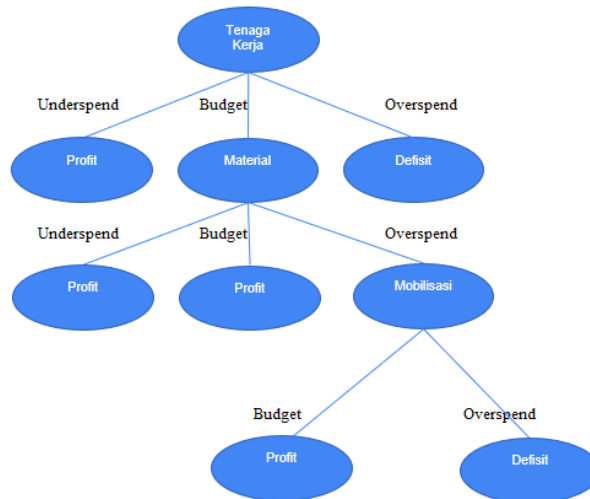 Tenaga
Kerja
Underspend
Budget
Overspend
Profit
Material
Defisit
Underspend
Budget
Overspend
Profit
Profit
Mobilisasi
Budget
Overspend
Profit
Defisit